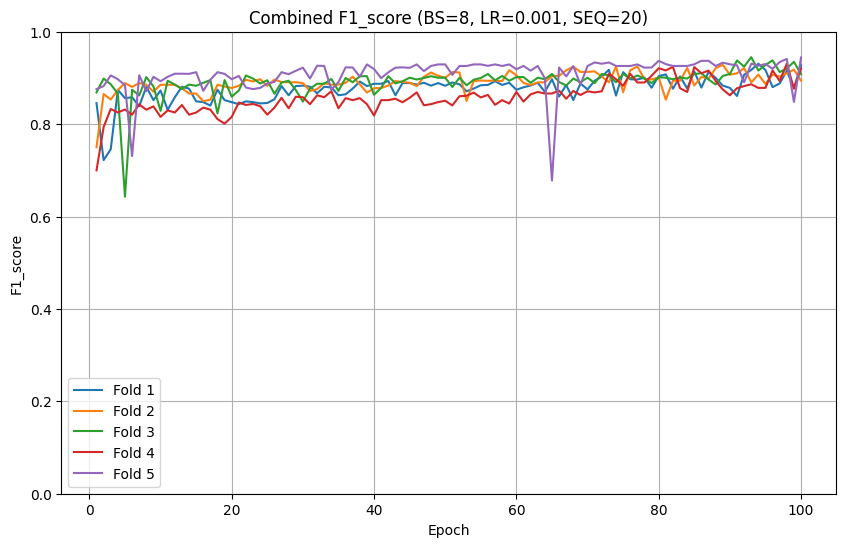 Combined F1_score (BS=8, LR=0.001, SEQ=20)
1.0
0.8
0.6
0.4
0.2
0.0
F1_score
Fold 1
Fold 2
Fold 3
Fold 4
Fold 5
0 20 40 60 80 100
Epoch